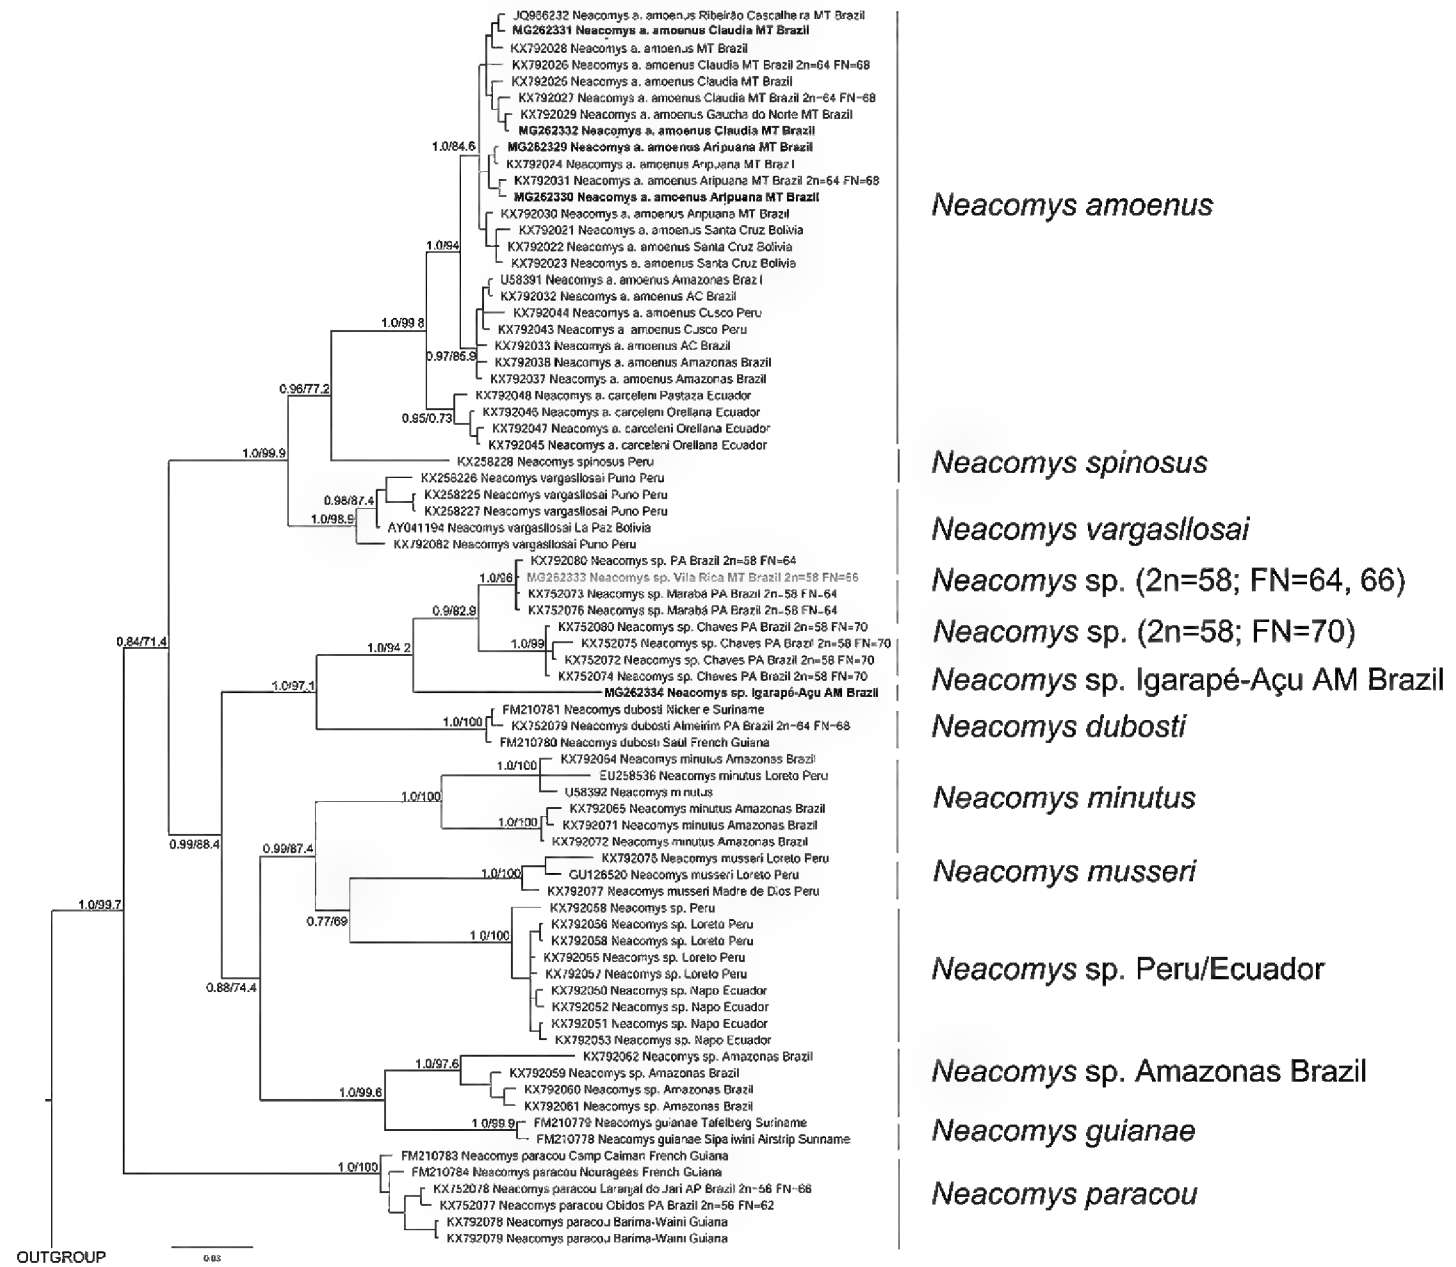 JQ966232 Neacomys a. amoenus Ribeirão Cascalheira MT Brazil
MG262331 Neacomys a. amoenus Claudia MT Brazil
KX792028 Neacomys a. amoenus MT Brazil
KX792026 Neacomys a. amoenus Claudia MT Brazil 2n=64 FN=68
KX792025 Neacomys a. amoenus Claudia MT Brazil
KX792027 Neacomys a. amoenus Claudia MT Brazil 2n=64 FN=68
KX792029 Neacomys a. amoenus Gaucha do Norte MT Brazil
MG262332 Neacomys a. amoenus Claudia MT Brazil
1.0/84.6
MG262329 Neacomys a. amoenus Aripuana MT Brazil
KX792024 Neacomys a. amoenus Aripuana MT Brazil
KX792031 Neacomys a. amoenus Aripuana MT Brazil 2n=64 FN=68
MG262330 Neacomys a. amoenus Aripuana MT Brazil
Neacomys amoenus
KX792030 Neacomys a. amoenus Aripuana MT Brazil
KX792021 Neacomys a. amoenus Santa Cruz Bolivia
1.0/94
KX792022 Neacomys a. amoenus Santa Cruz Bolivia
KX792023 Neacomys a. amoenus Santa Cruz Bolivia
U58391 Neacomys a. amoenus Amazonas Brazil
KX792032 Neacomys a. amoenus AC Brazil
KX792044 Neacomys a. amoenus Cusco Peru
1.0/99.8
KX792043 Neacomys a. amoenus Cusco Peru
KX792033 Neacomys a. amoenus AC Brazil
0.97/85.9
KX792038 Neacomys a. amoenus Amazonas Brazil
KX792037 Neacomys a. amoenus Amazonas Brazil
0.96/77.2
KX792048 Neacomys a. carceleni Pastaza Ecuador
KX792046 Neacomys a. carceleni Orellana Ecuador
0.95/0.73
KX792047 Neacomys a. carceleni Orellana Ecuador
KX792045 Neacomys a. carceleni Orellana Ecuador
1.0/99.9
KX258228 Neacomys spinosus Peru
Neacomys spinosus
KX258226 Neacomys vargasllosai Puno Peru
0.98/87.4
KX258225 Neacomys vargasllosai Puno Peru
KX258227 Neacomys vargasllosai Puno Peru
1.0/98.9
AY041194 Neacomys vargasllosai La Paz Bolivia
Neacomys vargasllosai
KX792082 Neacomys vargasllosai Puno Peru
KX792080 Neacomys sp. PA Brazil 2n=58 FN=64
1.0/96
MG262333 Neacomys sp. Vila Rica MT Brazil 2n=58 FN=66
Neacomys sp. (2n=58; FN=64, 66)
KX752073 Neacomys sp. Marabá PA Brazil 2n=58 FN=64
0.9/82.9
KX752076 Neacomys sp. Marabá PA Brazil 2n=58 FN=64
KX752080 Neacomys sp. Chaves PA Brazil 2n=58 FN=70
Neacomys sp. (2n=58; FN=70)
0.84/71.4
1.0/94.2
1.0/99
KX752075 Neacomys sp. Chaves PA Brazil 2n=58 FN=70
KX752072 Neacomys sp. Chaves PA Brazil 2n=58 FN=70
KX752074 Neacomys sp. Chaves PA Brazil 2n=58 FN=70
1.0/97.1
MG262334 Neacomys sp. Igarapé-Açu AM Brazil
Neacomys sp. Igarapé-Açu AM Brazil
FM210781 Neacomys dubosti Nickerie Suriname
1.0/100
KX752079 Neacomys dubosti Almeirim PA Brazil 2n=64 FN=68
Neacomys dubosti
FM210780 Neacomys dubosti Saül French Guiana
KX792064 Neacomys minutus Amazonas Brazil
1.0/100
EU258536 Neacomys minutus Loreto Peru
U58392 Neacomys minutus
Neacomys minutus
1.0/100
KX792065 Neacomys minutus Amazonas Brazil
1.0/100
KX792071 Neacomys minutus Amazonas Brazil
KX792072 Neacomys minutus Amazonas Brazil
0.99/88.4
0.99/87.4
KX792076 Neacomys musseri Loreto Peru
1.0/100
GU126520 Neacomys musseri Loreto Peru
Neacomys musseri
KX792077 Neacomys musseri Madre de Dios Peru
1.0/99.7
KX792058 Neacomys sp. Peru
0.77/69
KX792056 Neacomys sp. Loreto Peru
1.0/100
KX792058 Neacomys sp. Loreto Peru
KX792055 Neacomys sp. Loreto Peru
Neacomys sp. Peru/Ecuador
KX792057 Neacomys sp. Loreto Peru
0.88/74.4
KX792050 Neacomys sp. Napo Ecuador
KX792052 Neacomys sp. Napo Ecuador
KX792051 Neacomys sp. Napo Ecuador
KX792053 Neacomys sp. Napo Ecuador
1.0/97.6
KX792062 Neacomys sp. Amazonas Brazil
KX792059 Neacomys sp. Amazonas Brazil
Neacomys sp. Amazonas Brazil
1.0/99.6
KX792060 Neacomys sp. Amazonas Brazil
KX792061 Neacomys sp. Amazonas Brazil
1.0/99.9
FM210779 Neacomys guianae Tafelberg Suriname
Neacomys guianae
FM210778 Neacomys guianae Sipaliwini Airstrip Suriname
FM210783 Neacomys paracou Camp Caiman French Guiana
1.0/100
FM210784 Neacomys paracou Nouragees French Guiana
KX752078 Neacomys paracou Laranjal do Jari AP Brazil 2n=56 FN=66
Neacomys paracou
KX752077 Neacomys paracou Obidos PA Brazil 2n=56 FN=62
KX792078 Neacomys paracou Barima-Waini Guiana
KX792079 Neacomys paracou Barima-Waini Guiana
OUTGROUP
0.03